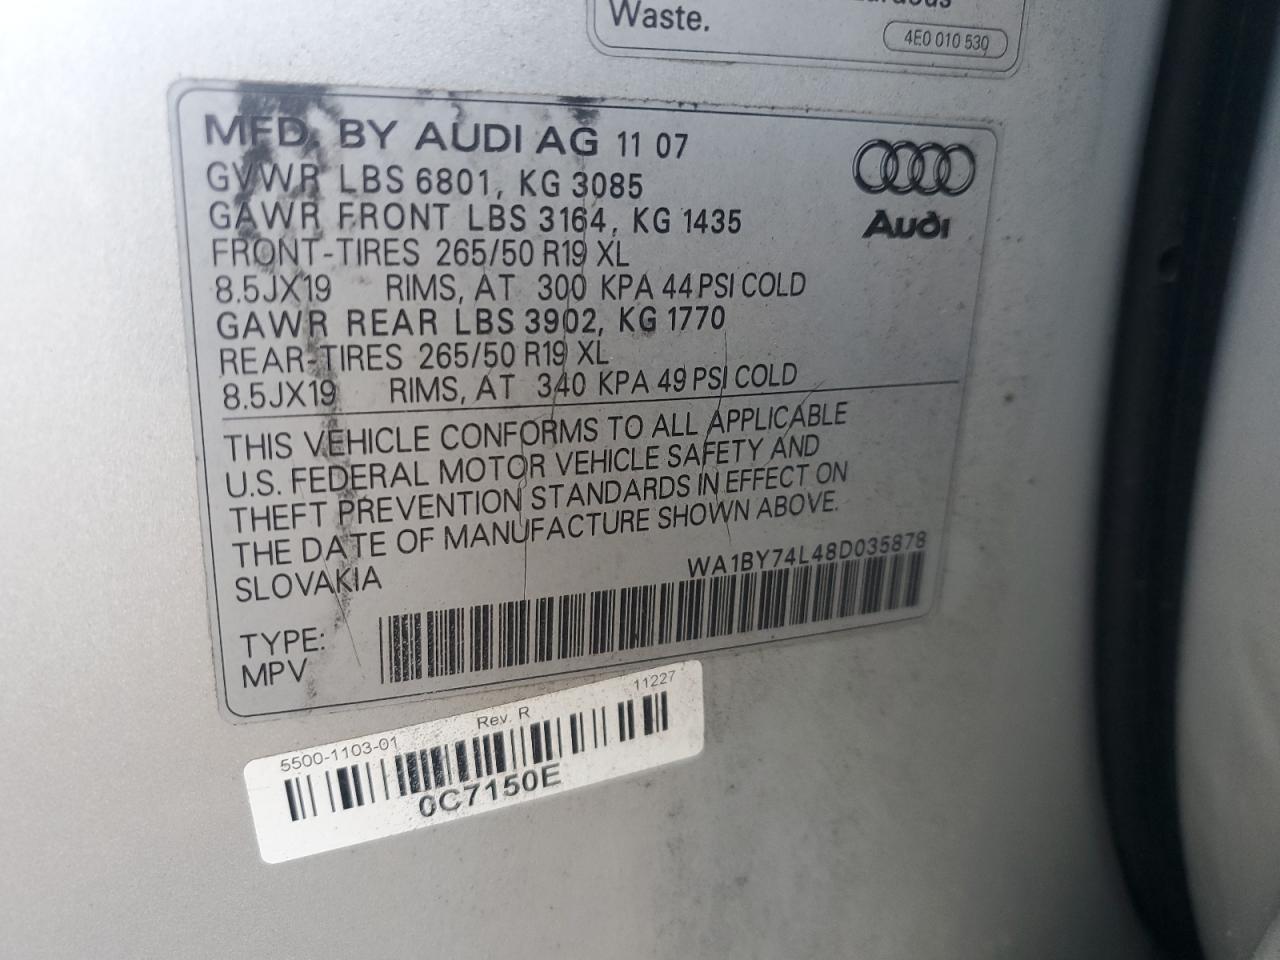 Waste.
4E0 010 530
MFD. BY AUDI AG 11 07
GVWR LBS 6801, KG 3085
GAWR FRONT LBS 3164, KG 1435
FRONT-TIRES 265/50 R19 XL
8.5JX19 RIMS, AT 300 KPA 44 PSI COLD
GAWR REAR LBS 3902, KG 1770
REAR-TIRES 265/50 R19 XL
8.5JX19 RIMS, AT 340 KPA 49 PSI COLD
Audi
THIS VEHICLE CONFORMS TO ALL APPLICABLE
U.S. FEDERAL MOTOR VEHICLE SAFETY AND
THEFT PREVENTION STANDARDS IN EFFECT ON
THE DATE OF MANUFACTURE SHOWN ABOVE.
SLOVAKIA
WA1BY74L48D035878
TYPE:
MPV
5500-1103-01 Rev. R 11227
0C7150E